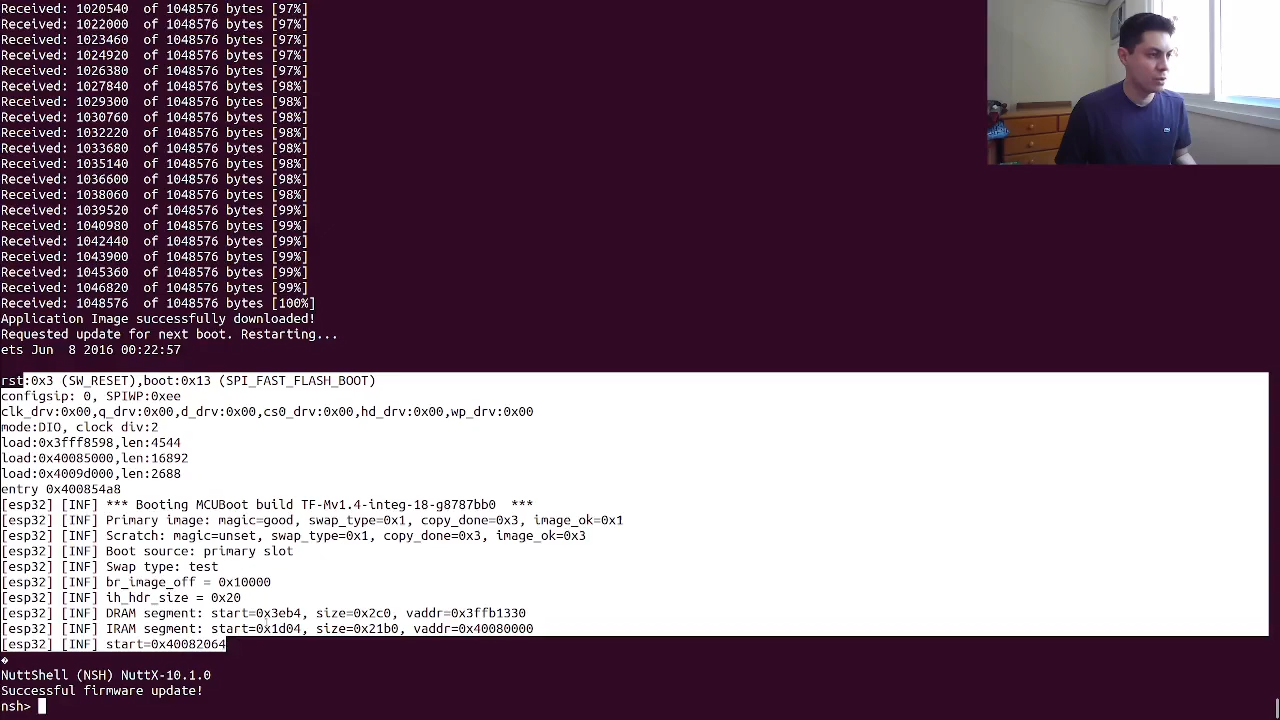 Received: 1020540  of 1048576 bytes [97%]
Received: 1022000  of 1048576 bytes [97%]
Received: 1023460  of 1048576 bytes [97%]
Received: 1024920  of 1048576 bytes [97%]
Received: 1026380  of 1048576 bytes [97%]
Received: 1027840  of 1048576 bytes [98%]
Received: 1029300  of 1048576 bytes [98%]
Received: 1030760  of 1048576 bytes [98%]
Received: 1032220  of 1048576 bytes [98%]
Received: 1033680  of 1048576 bytes [98%]
Received: 1035140  of 1048576 bytes [98%]
Received: 1036600  of 1048576 bytes [98%]
Received: 1038060  of 1048576 bytes [98%]
Received: 1039520  of 1048576 bytes [99%]
Received: 1040980  of 1048576 bytes [99%]
Received: 1042440  of 1048576 bytes [99%]
Received: 1043900  of 1048576 bytes [99%]
Received: 1045360  of 1048576 bytes [99%]
Received: 1046820  of 1048576 bytes [99%]
Received: 1048576  of 1048576 bytes [100%]
Application Image successfully downloaded!
Requested update for next boot. Restarting...
ets Jun  8 2016 00:22:57
rst:0x3 (SW_RESET),boot:0x13 (SPI_FAST_FLASH_BOOT)
configsip: 0, SPIWP:0xee
clk_drv:0x00,q_drv:0x00,d_drv:0x00,cs0_drv:0x00,hd_drv:0x00,wp_drv:0x00
mode:DIO, clock div:2
load:0x3fff8598,len:4544
load:0x40085000,len:16892
load:0x4009d000,len:2688
entry 0x400854a8
[esp32] [INF] *** Booting MCUBoot build TF-Mv1.4-integ-18-g8787bb0  ***
[esp32] [INF] Primary image: magic=good, swap_type=0x1, copy_done=0x3, image_ok=0x1
[esp32] [INF] Scratch: magic=unset, swap_type=0x1, copy_done=0x3, image_ok=0x3
[esp32] [INF] Boot source: primary slot
[esp32] [INF] Swap type: test
[esp32] [INF] br_image_off = 0x10000
[esp32] [INF] ih_hdr_size = 0x20
[esp32] [INF] DRAM segment: start=0x3eb4, size=0x2c0, vaddr=0x3ffb1330
[esp32] [INF] IRAM segment: start=0x1d04, size=0x21b0, vaddr=0x40080000
[esp32] [INF] start=0x40082064
�
NuttShell (NSH) NuttX-10.1.0
Successful firmware update!
nsh>